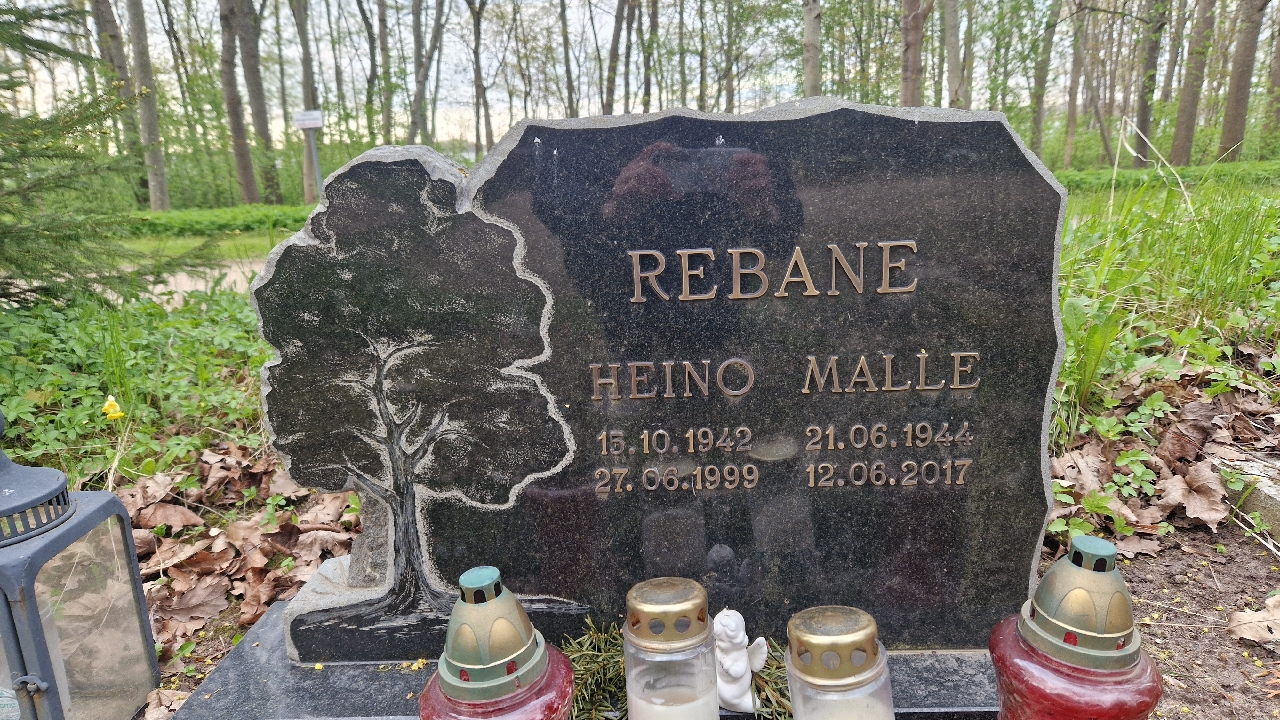 REBANE
HEINO MALLE
15.10.1942 21.06.1944
27.06.1999 12.06.2017